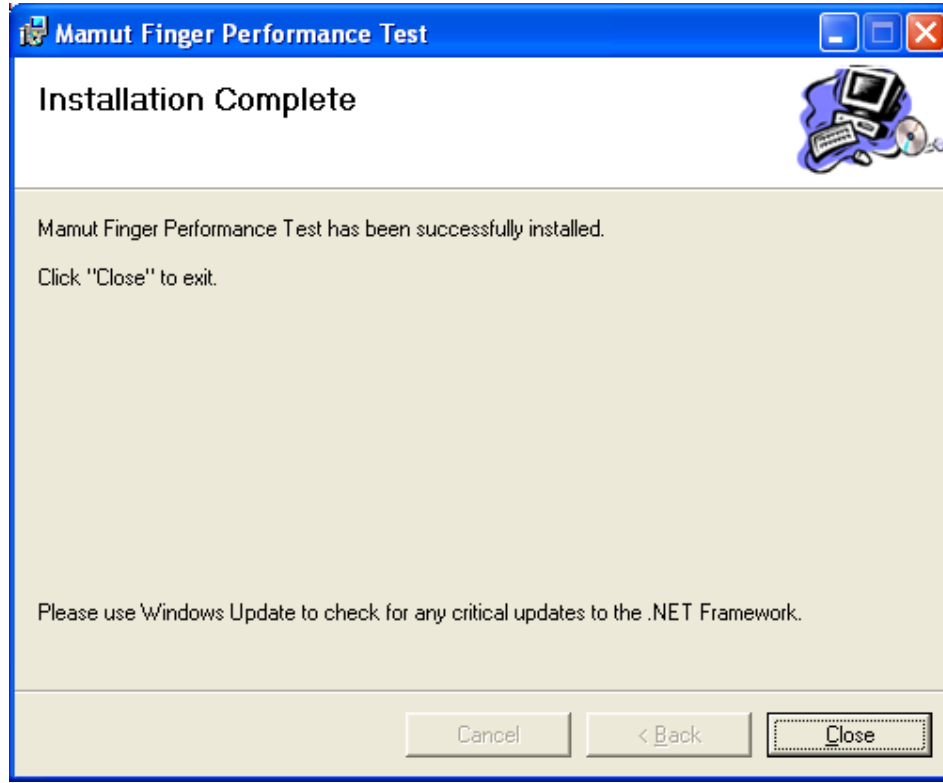 Mamut Finger Performance Test
Installation Complete
Mamut Finger Performance Test has been successfully installed.
Click "Close" to exit.
Please use Windows Update to check for any critical updates to the .NET Framework.
Cancel
< Back
Close